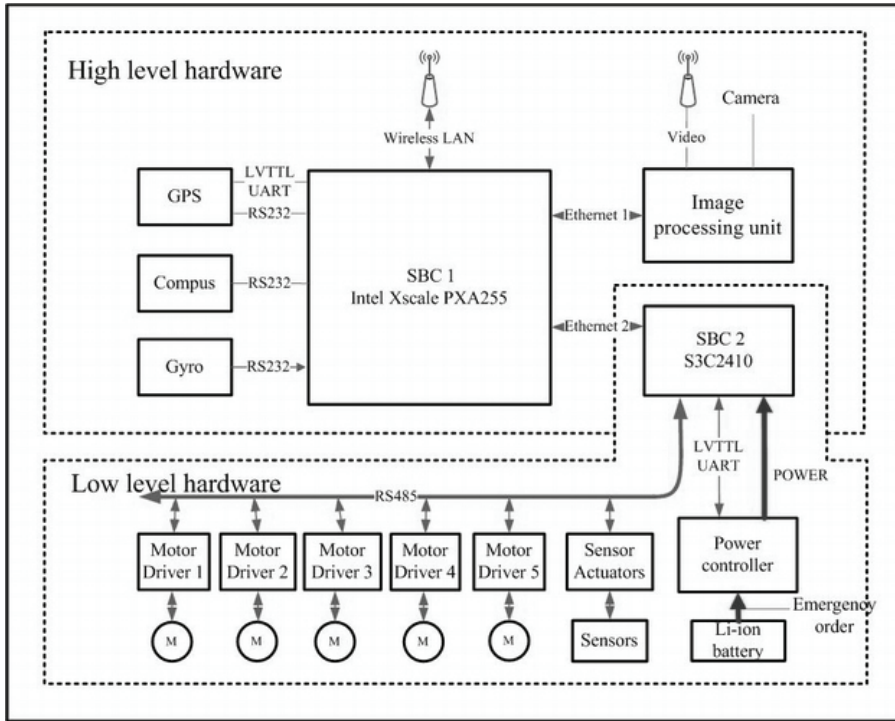 High level hardware
Wireless LAN
Video
Camera
GPS
LVTTL
UART
RS232
Compus
RS232
Gyro
RS232
SBC 1
Intel Xscale PXA255
Ethernet 1
Image
processing unit
Ethernet 2
SBC 2
S3C2410
LVTTL
UART
POWER
Low level hardware
RS485
Motor
Driver 1
Motor
Driver 2
Motor
Driver 3
Motor
Driver 4
Motor
Driver 5
Sensor
Actuators
Power
controller
Emergency
order
M
M
M
M
M
Sensors
Li-ion
battery